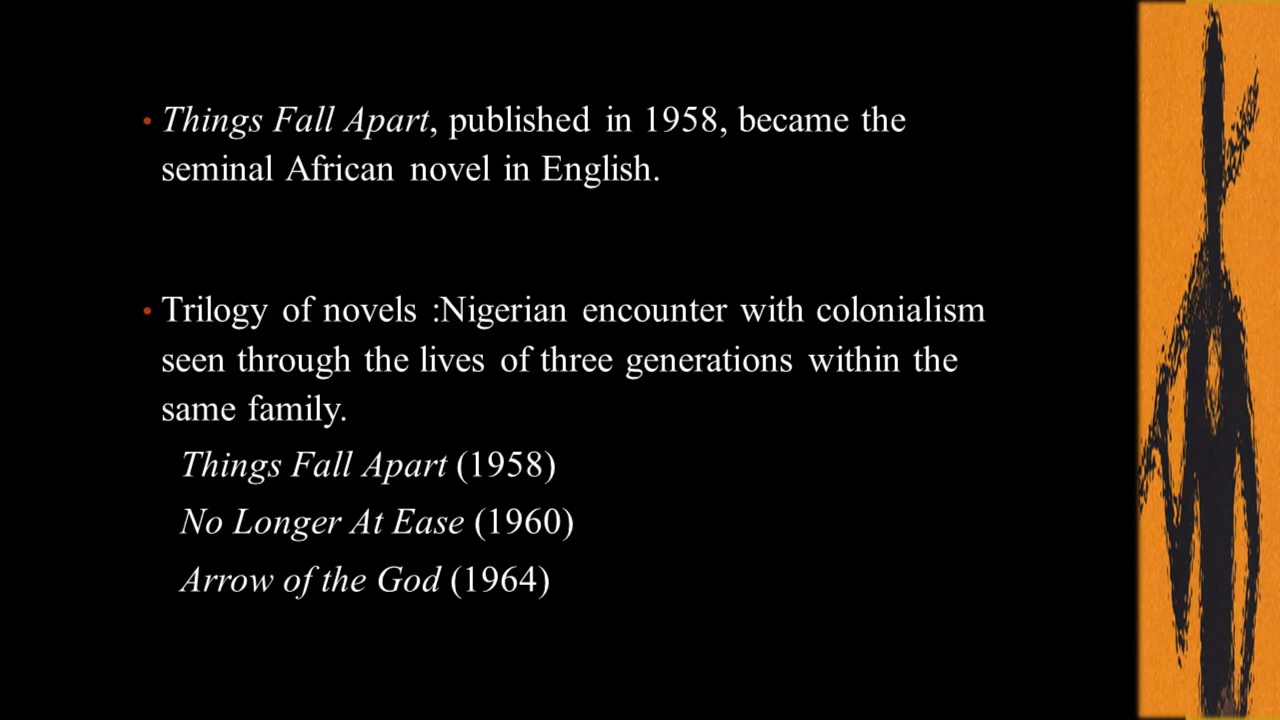 • Things Fall Apart, published in 1958, became the
seminal African novel in English.
• Trilogy of novels :Nigerian encounter with colonialism
seen through the lives of three generations within the
same family.
Things Fall Apart (1958)
No Longer At Ease (1960)
Arrow of the God (1964)